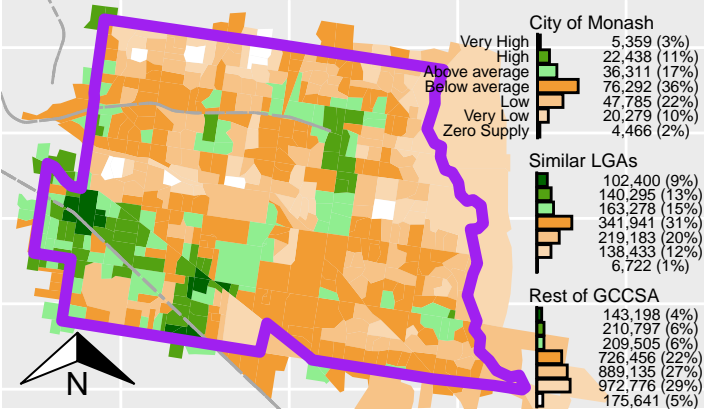 City of Monash
Very High 5,359 (3%)
High 22,438 (11%)
Above average 36,311 (17%)
Below average 76,292 (36%)
Low 47,785 (22%)
Very Low 20,279 (10%)
Zero Supply 4,466 (2%)
Similar LGAs
102,400 (9%)
140,295 (13%)
163,278 (15%)
341,941 (31%)
219,183 (20%)
138,433 (12%)
6,722 (1%)
Rest of GCCSA
143,198 (4%)
210,797 (6%)
209,505 (6%)
726,456 (22%)
889,135 (27%)
972,776 (29%)
175,641 (5%)
N